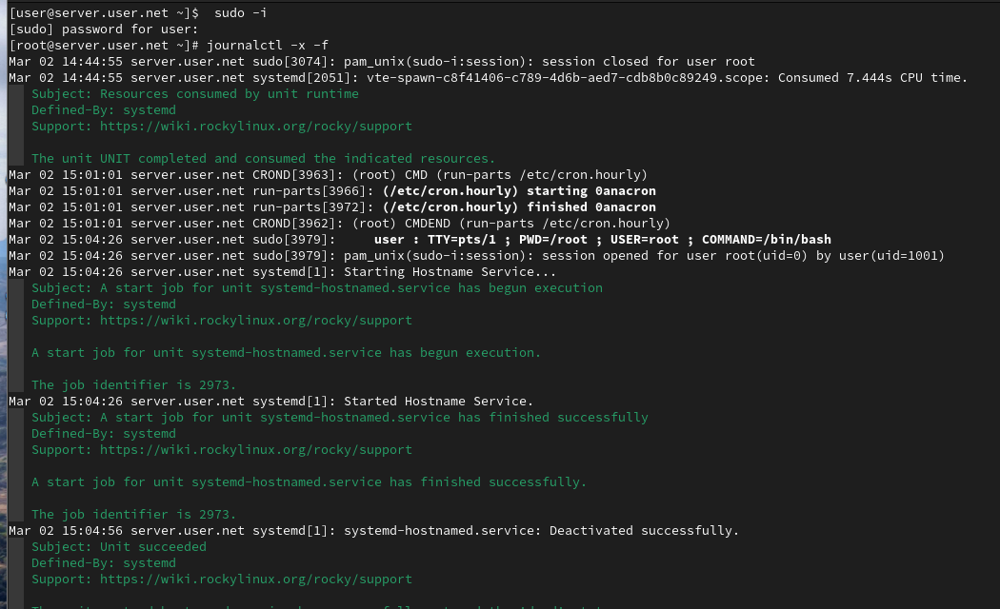 [user@server.user.net ~]$  sudo -i
[sudo] password for user:
[root@server.user.net ~]# journalctl -x -f
Mar 02 14:44:55 server.user.net sudo[3074]: pam_unix(sudo-i:session): session closed for user root
Mar 02 14:44:55 server.user.net systemd[2051]: vte-spawn-c8f41406-c789-4d6b-aed7-cdb8b0c89249.scope: Consumed 7.444s CPU time.
Subject: Resources consumed by unit runtime
Defined-By: systemd
Support: https://wiki.rockylinux.org/rocky/support
The unit UNIT completed and consumed the indicated resources.
Mar 02 15:01:01 server.user.net CROND[3963]: (root) CMD (run-parts /etc/cron.hourly)
Mar 02 15:01:01 server.user.net run-parts[3966]: (/etc/cron.hourly) starting 0anacron
Mar 02 15:01:01 server.user.net run-parts[3972]: (/etc/cron.hourly) finished 0anacron
Mar 02 15:01:01 server.user.net CROND[3962]: (root) CMDEND (run-parts /etc/cron.hourly)
Mar 02 15:04:26 server.user.net sudo[3979]:     user : TTY=pts/1 ; PWD=/root ; USER=root ; COMMAND=/bin/bash
Mar 02 15:04:26 server.user.net sudo[3979]: pam_unix(sudo-i:session): session opened for user root(uid=0) by user(uid=1001)
Mar 02 15:04:26 server.user.net systemd[1]: Starting Hostname Service...
Subject: A start job for unit systemd-hostnamed.service has begun execution
Defined-By: systemd
Support: https://wiki.rockylinux.org/rocky/support
A start job for unit systemd-hostnamed.service has begun execution.
The job identifier is 2973.
Mar 02 15:04:26 server.user.net systemd[1]: Started Hostname Service.
Subject: A start job for unit systemd-hostnamed.service has finished successfully
Defined-By: systemd
Support: https://wiki.rockylinux.org/rocky/support
A start job for unit systemd-hostnamed.service has finished successfully.
The job identifier is 2973.
Mar 02 15:04:56 server.user.net systemd[1]: systemd-hostnamed.service: Deactivated successfully.
Subject: Unit succeeded
Defined-By: systemd
Support: https://wiki.rockylinux.org/rocky/support